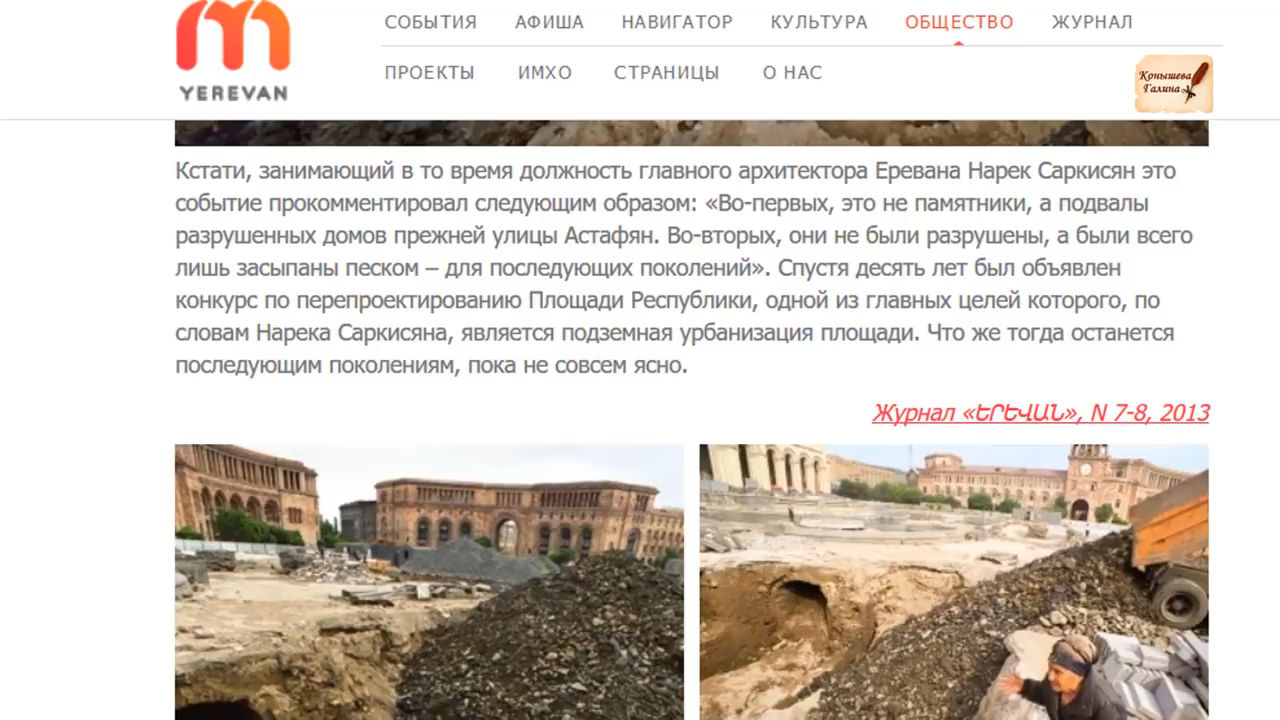 СОБЫТИЯ АФИША НАВИГАТОР КУЛЬТУРА ОБЩЕСТВО ЖУРНАЛ
YEREVAN
ПРОЕКТЫ ИМХО СТРАНИЦЫ О НАС
Конышева
Галина
Кстати, занимающий в то время должность главного архитектора Еревана Нарек Саркисян это
событие прокомментировал следующим образом: «Во-первых, это не памятники, а подвалы
разрушенных домов прежней улицы Астафян. Во-вторых, они не были разрушены, а были всего
лишь засыпаны песком – для последующих поколений». Спустя десять лет был объявлен
конкурс по перепроектированию Площади Республики, одной из главных целей которого, по
словам Нарека Саркисяна, является подземная урбанизация площади. Что же тогда останется
последующим поколениям, пока не совсем ясно.
Журнал «ԵՐԵՎԱՆ», N 7-8, 2013